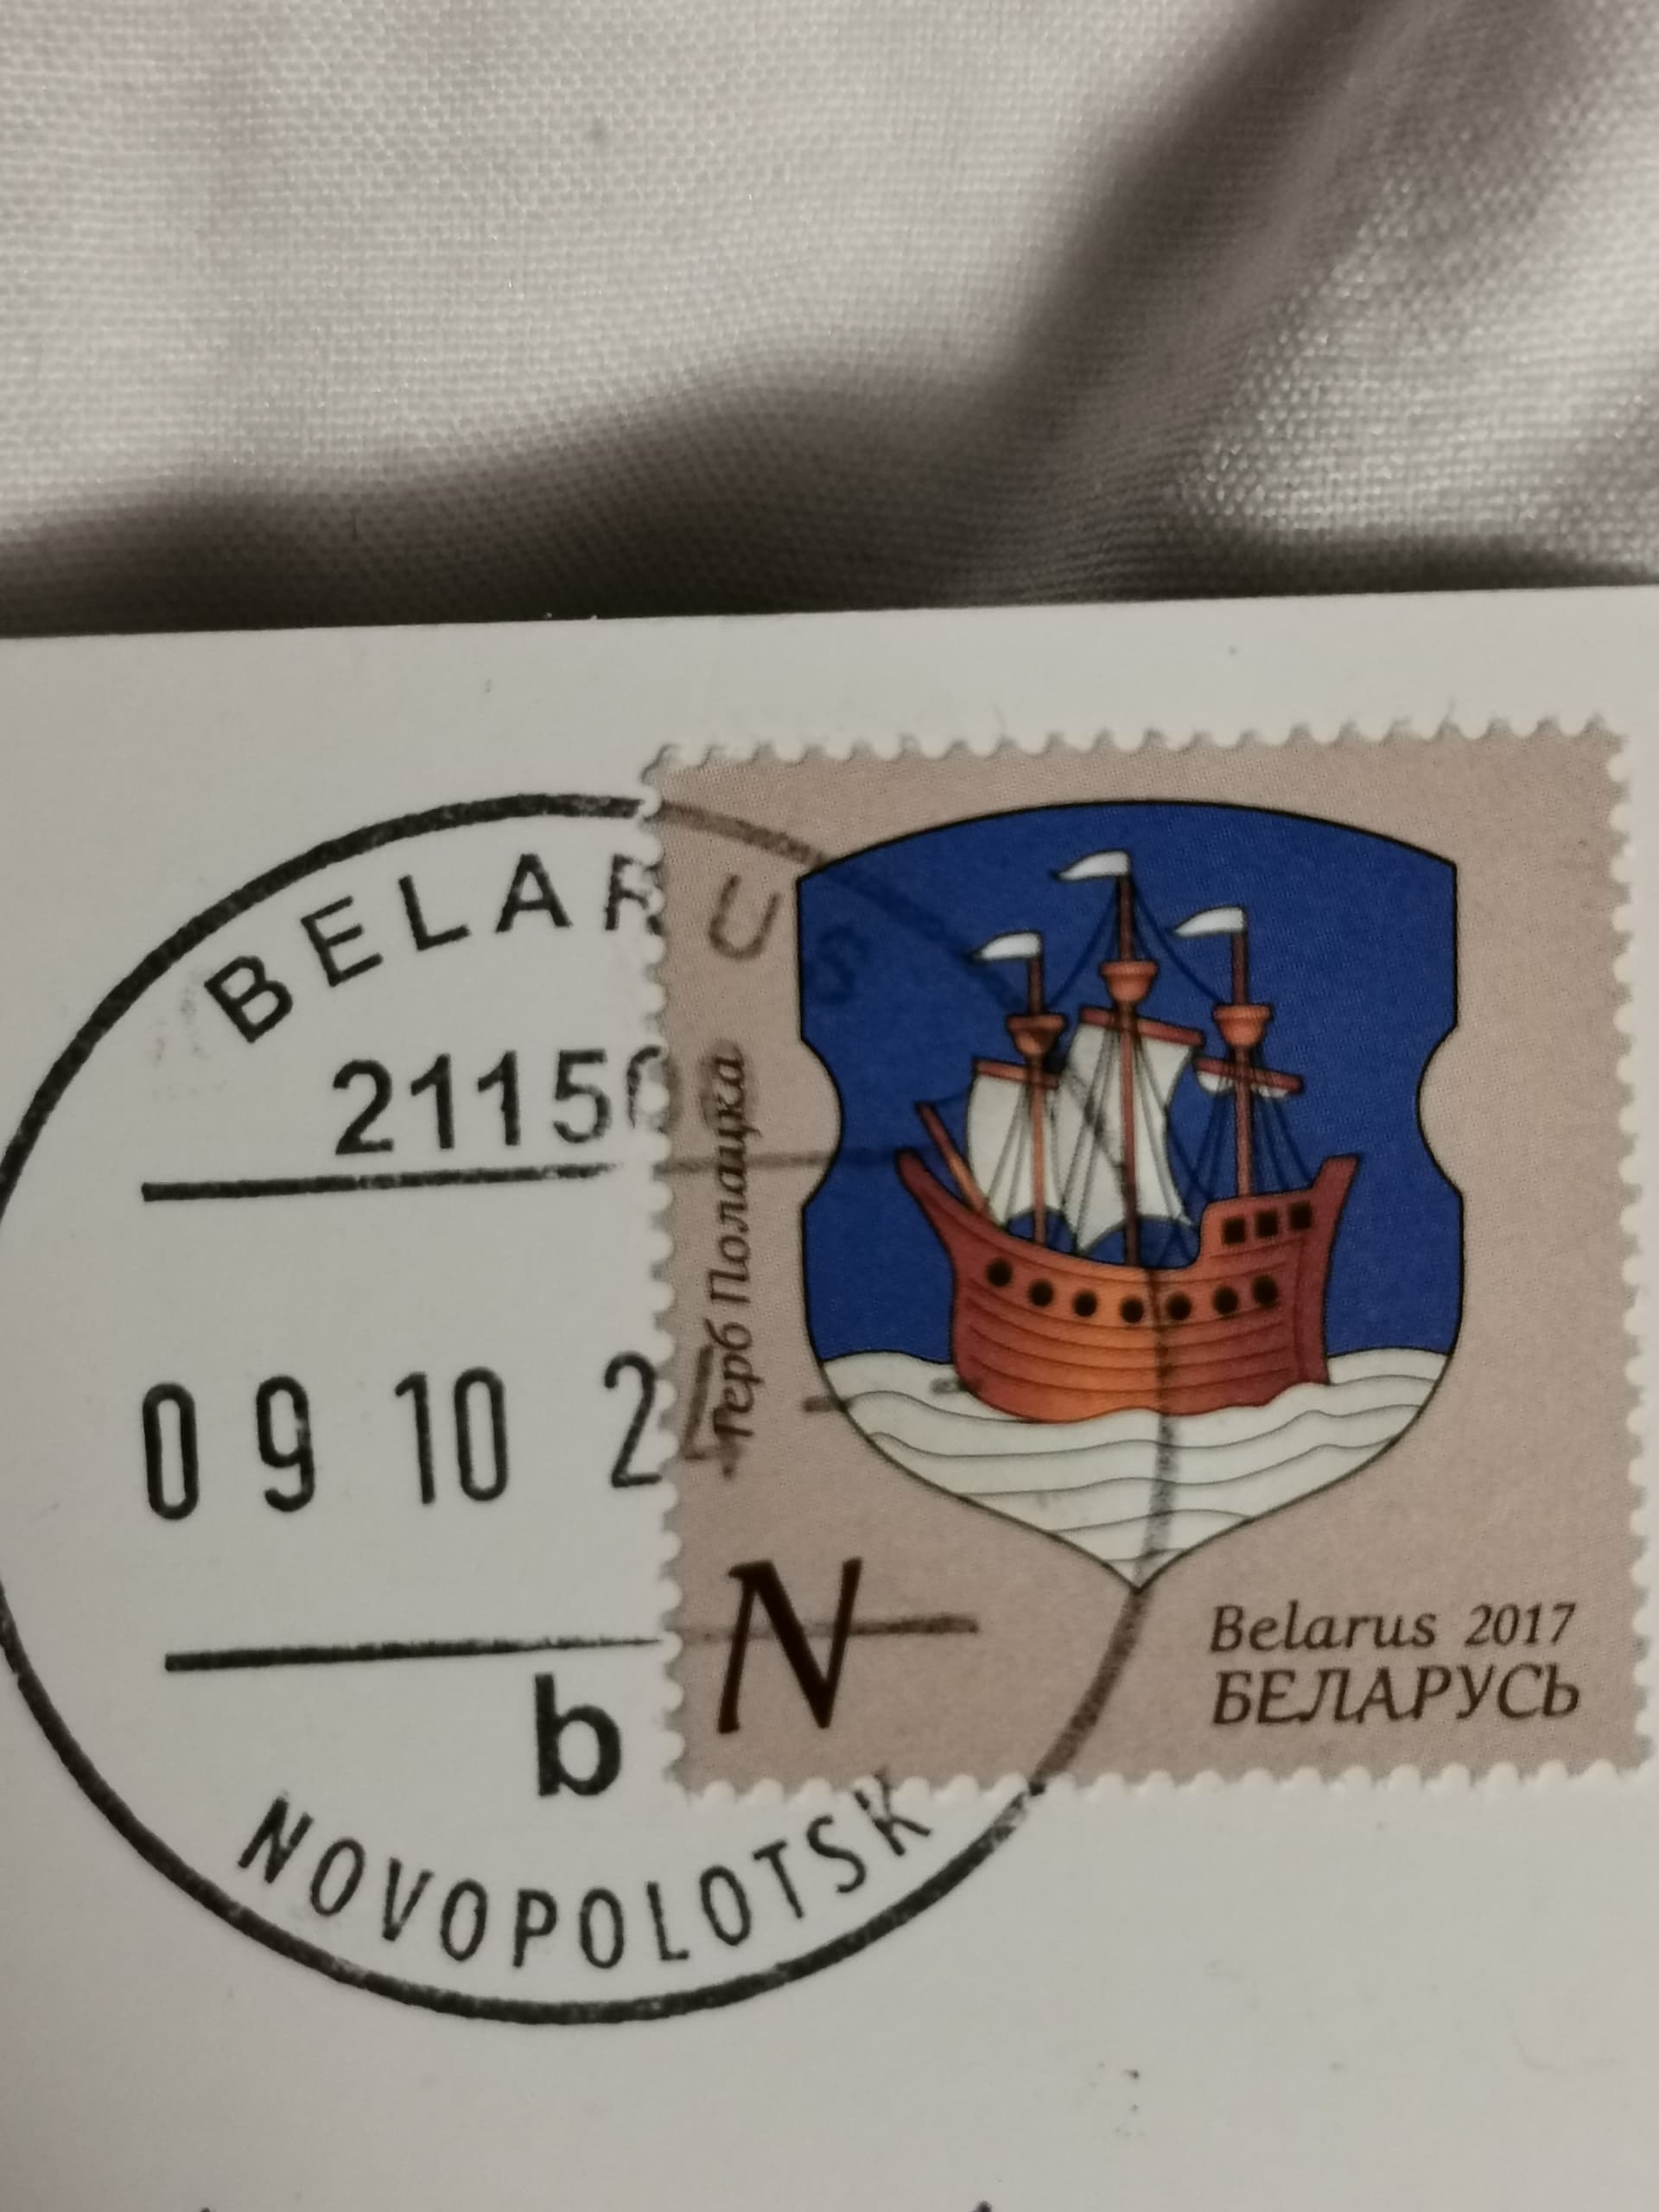 BELARUS
21150
09 10 2
b
NOVOPOLOTSK
Герб Полацка
N
Belarus 2017
БЕЛАРУСЬ